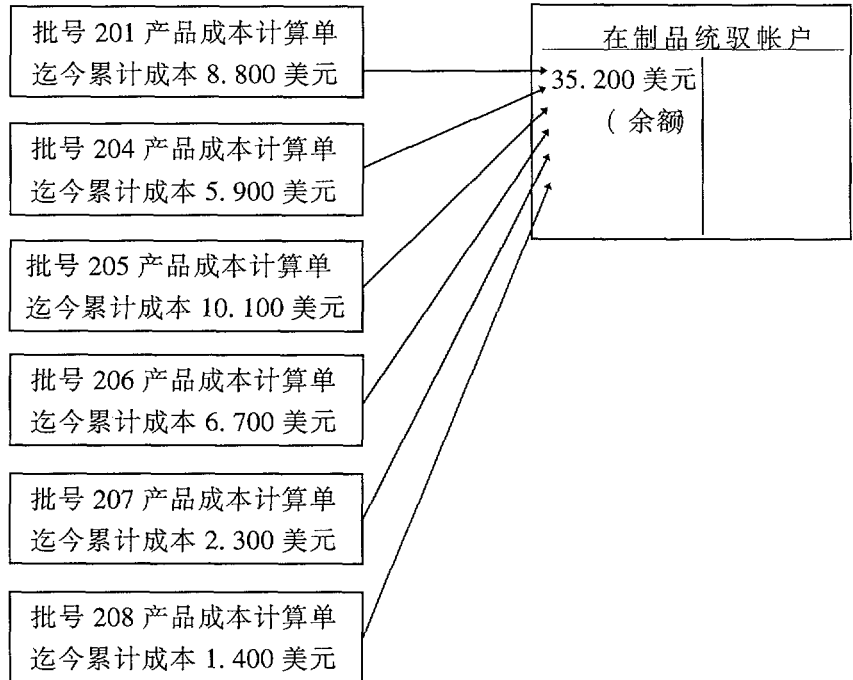 批号 201 产品成本计算单
迄今累计成本 8. 800 美元
批号 204 产品成本计算单
迄今累计成本 5. 900 美元
批号 205 产品成本计算单
迄今累计成本 10. 100 美元
批号 206 产品成本计算单
迄今累计成本 6. 700 美元
批号 207 产品成本计算单
迄今累计成本 2. 300 美元
批号 208 产品成本计算单
迄今累计成本 1. 400 美元
在制品统驭帐户
35. 200 美元
（余额）